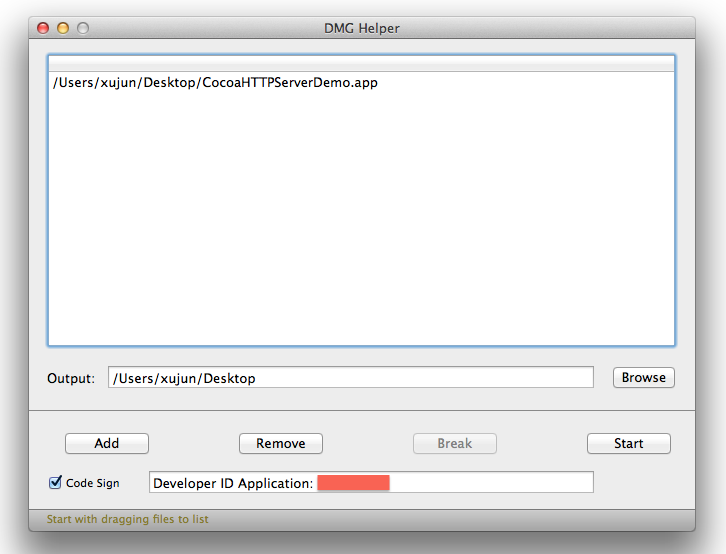 DMG Helper
/Users/xujun/Desktop/CocoaHTTPServerDemo.app
Output: /Users/xujun/Desktop Browse
Add Remove Break Start
Code Sign Developer ID Application:
Start with dragging files to list